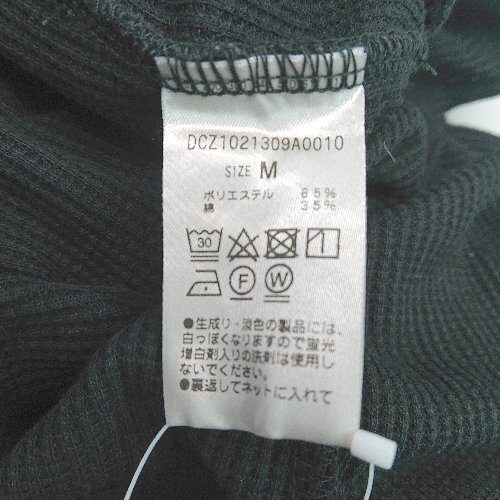 DCZ1021309A0010
SIZE M
ポリエステル 65%
綿 35%
30
F W
●生成り・淡色の製品には、
白っぽくなりますので蛍光
増白剤入りの洗剤は使用し
ないでください。
●裏返してネットに入れて